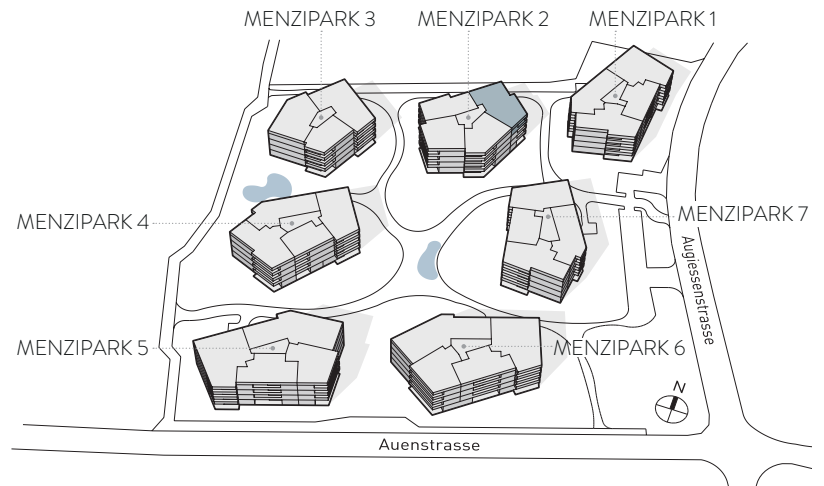 MENZIPARK 3
MENZIPARK 2
MENZIPARK 1
MENZIPARK 4
MENZIPARK 7
Augiessenstrasse
MENZIPARK 5
MENZIPARK 6
N
Auenstrasse